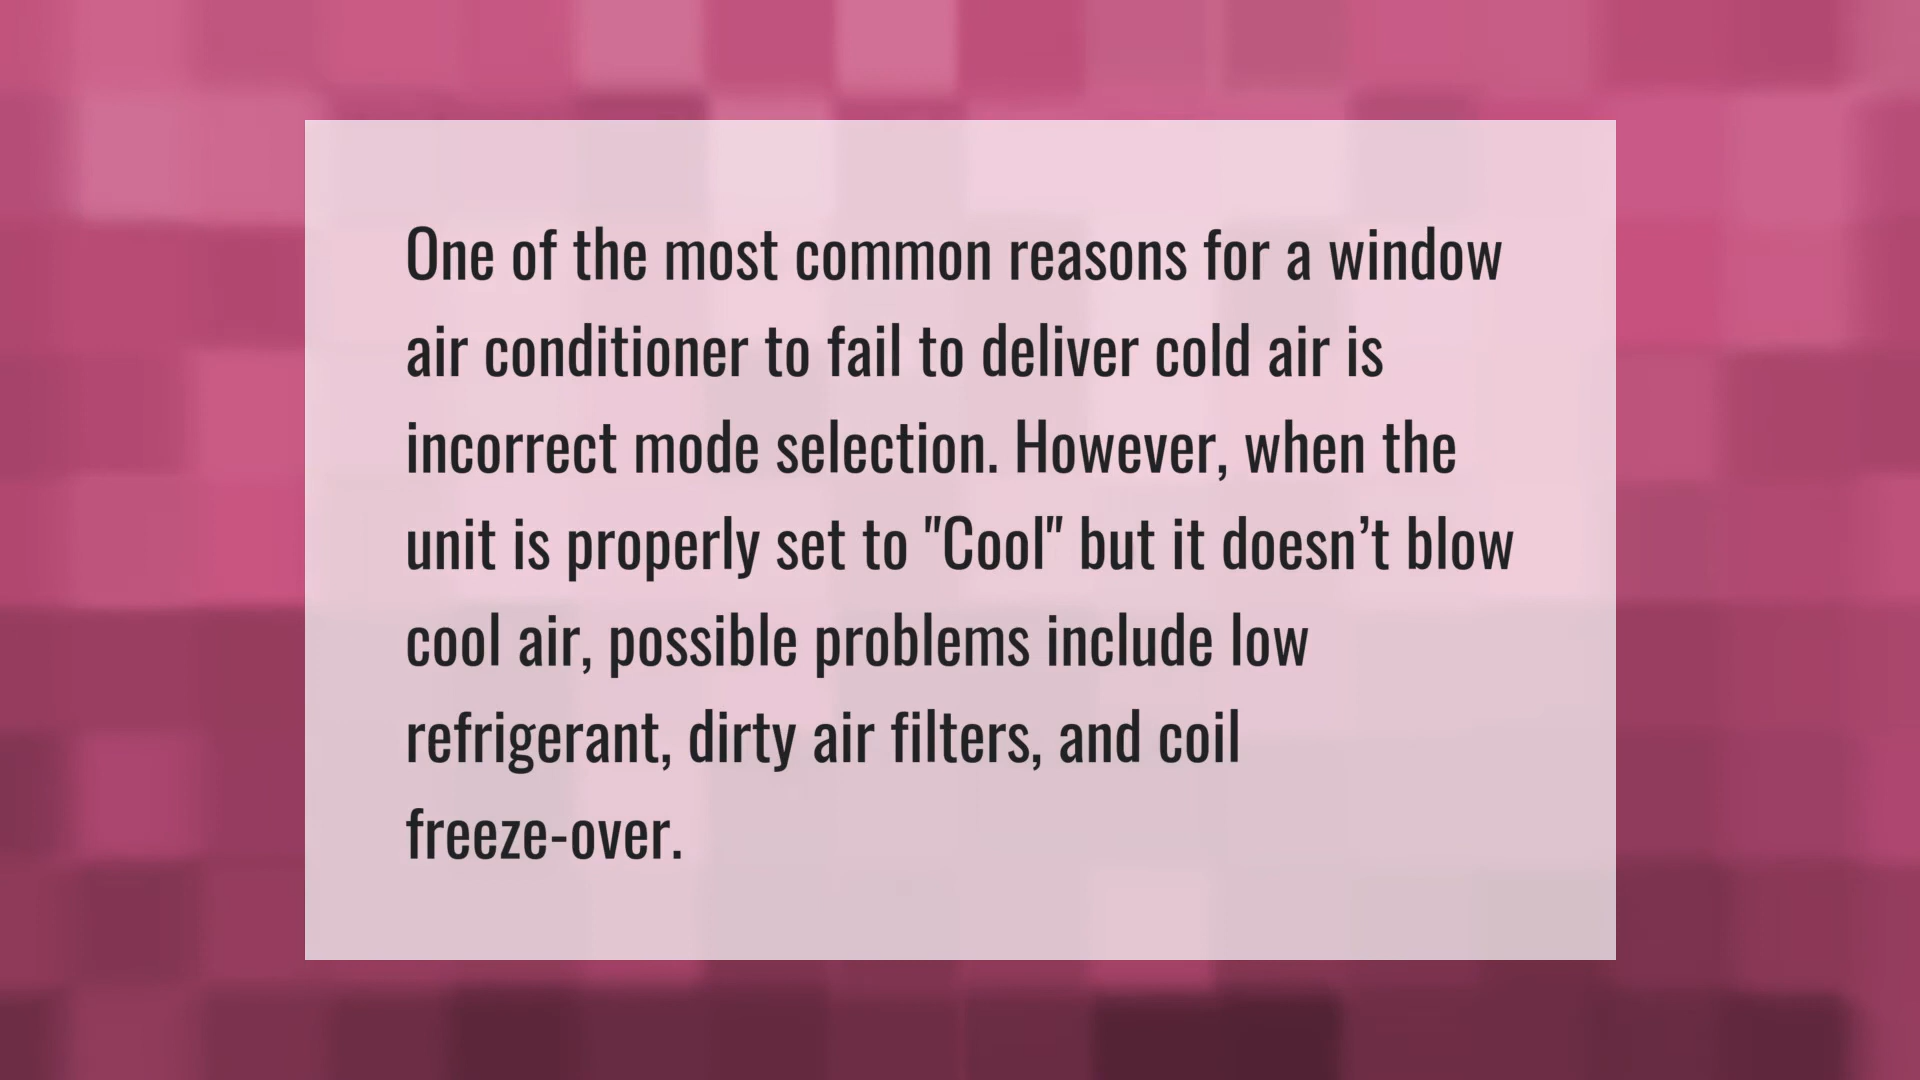 One of the most common reasons for a window
air conditioner to fail to deliver cold air is
incorrect mode selection. However, when the
unit is properly set to "Cool" but it doesn’t blow
cool air, possible problems include low
refrigerant, dirty air filters, and coil
freeze-over.